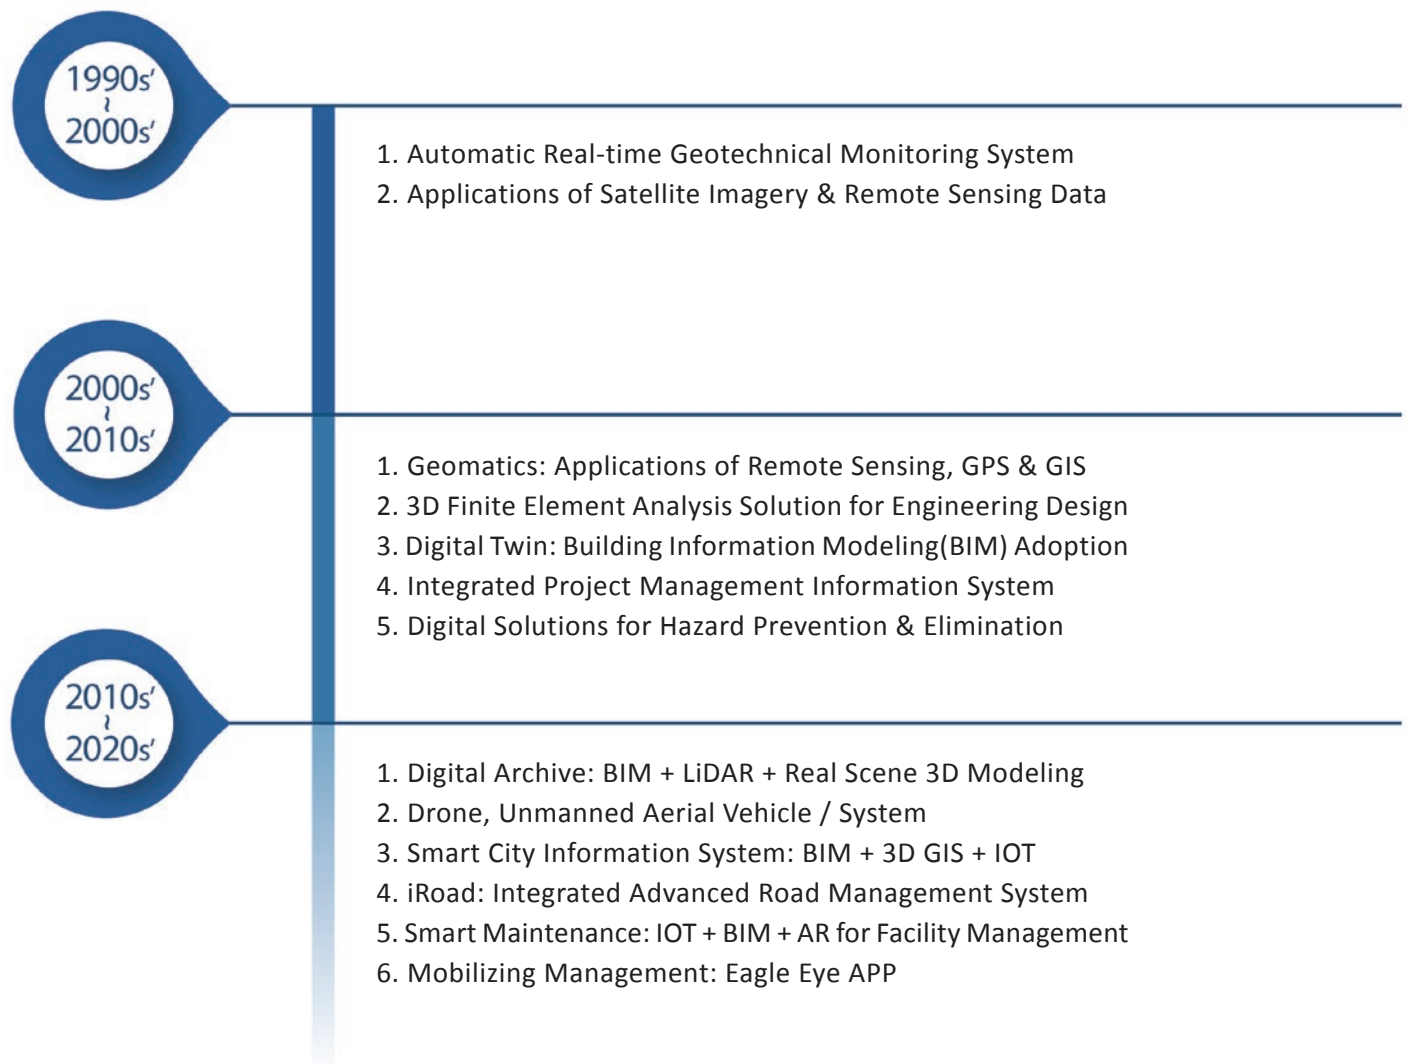 1990s'
~
2000s'
1. Automatic Real-time Geotechnical Monitoring System
2. Applications of Satellite Imagery & Remote Sensing Data
2000s'
~
2010s'
1. Geomatics: Applications of Remote Sensing, GPS & GIS
2. 3D Finite Element Analysis Solution for Engineering Design
3. Digital Twin: Building Information Modeling(BIM) Adoption
4. Integrated Project Management Information System
5. Digital Solutions for Hazard Prevention & Elimination
2010s'
~
2020s'
1. Digital Archive: BIM + LiDAR + Real Scene 3D Modeling
2. Drone, Unmanned Aerial Vehicle / System
3. Smart City Information System: BIM + 3D GIS + IOT
4. iRoad: Integrated Advanced Road Management System
5. Smart Maintenance: IOT + BIM + AR for Facility Management
6. Mobilizing Management: Eagle Eye APP